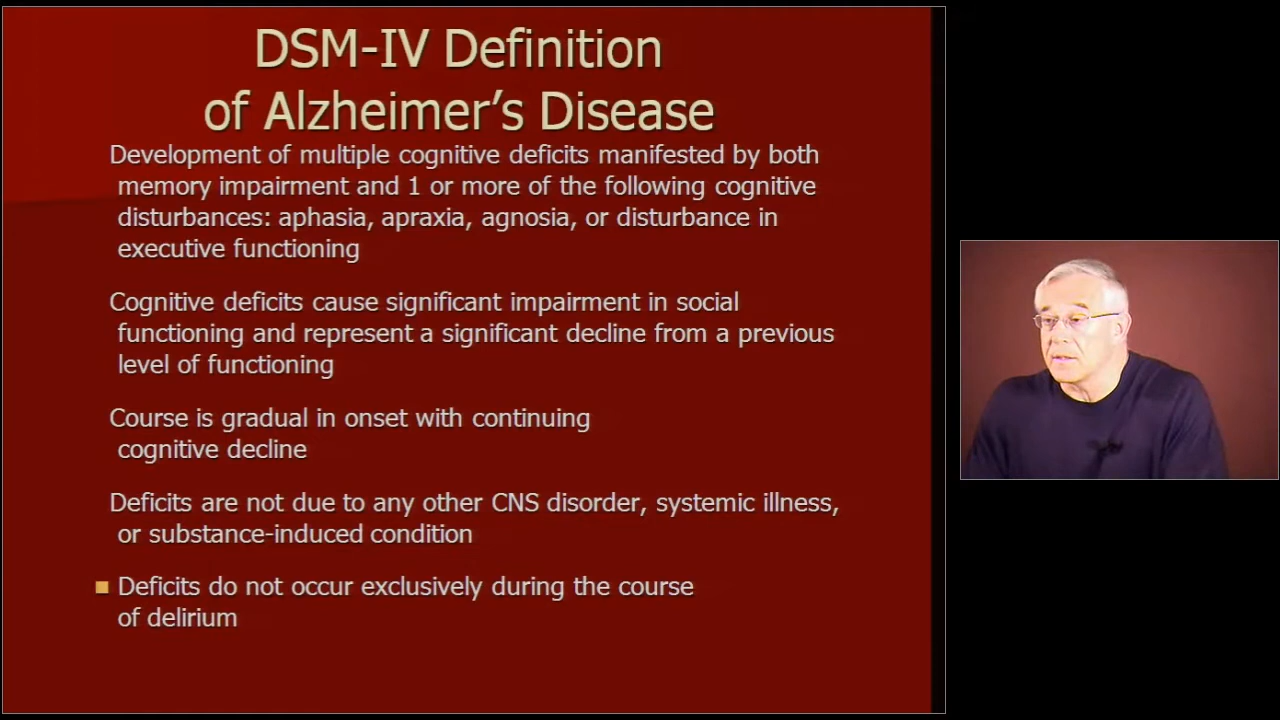 DSM-IV Definition
of Alzheimer’s Disease
Development of multiple cognitive deficits manifested by both
memory impairment and 1 or more of the following cognitive
disturbances: aphasia, apraxia, agnosia, or disturbance in
executive functioning
Cognitive deficits cause significant impairment in social
functioning and represent a significant decline from a previous
level of functioning
Course is gradual in onset with continuing
cognitive decline
Deficits are not due to any other CNS disorder, systemic illness,
or substance-induced condition
Deficits do not occur exclusively during the course
of delirium